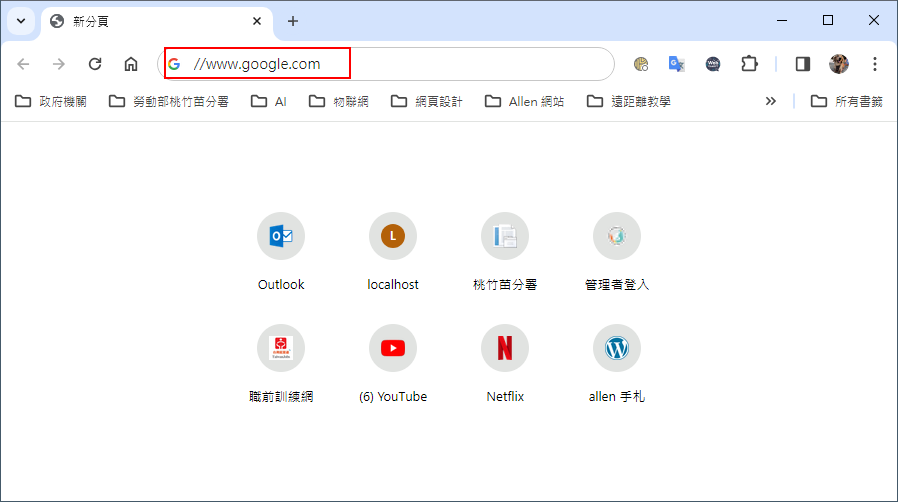 新分頁
//www.google.com
政府機關 勞動部桃竹苗分署 AI 物聯網 網頁設計 Allen 網站 遠距離教學 所有書籤
Outlook localhost 桃竹苗分署 管理者登入
職前訓練網 (6) YouTube Netflix allen 手札